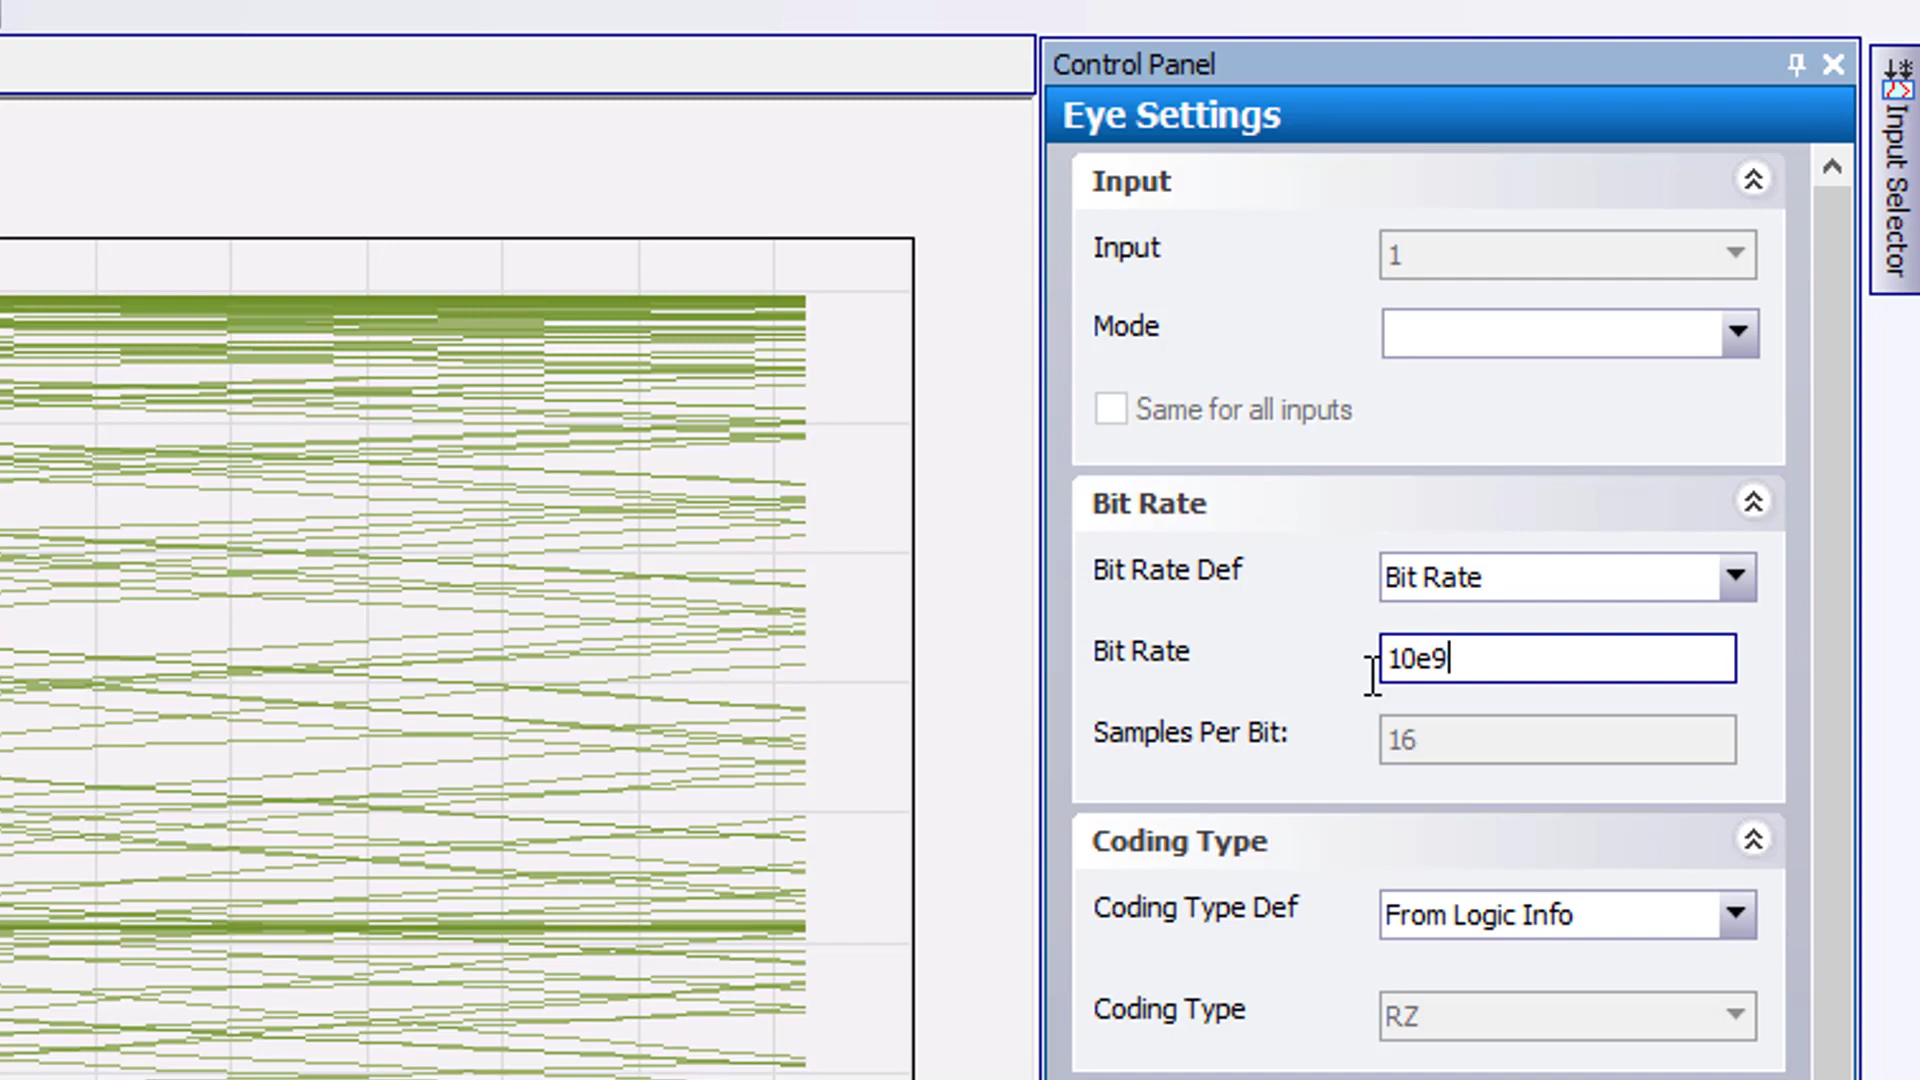 Control Panel
Eye Settings
Input
Input
1
Mode
Same for all inputs
Bit Rate
Bit Rate Def
Bit Rate
Bit Rate
10e9
Samples Per Bit:
16
Coding Type
Coding Type Def
From Logic Info
Coding Type
RZ
Input Selector